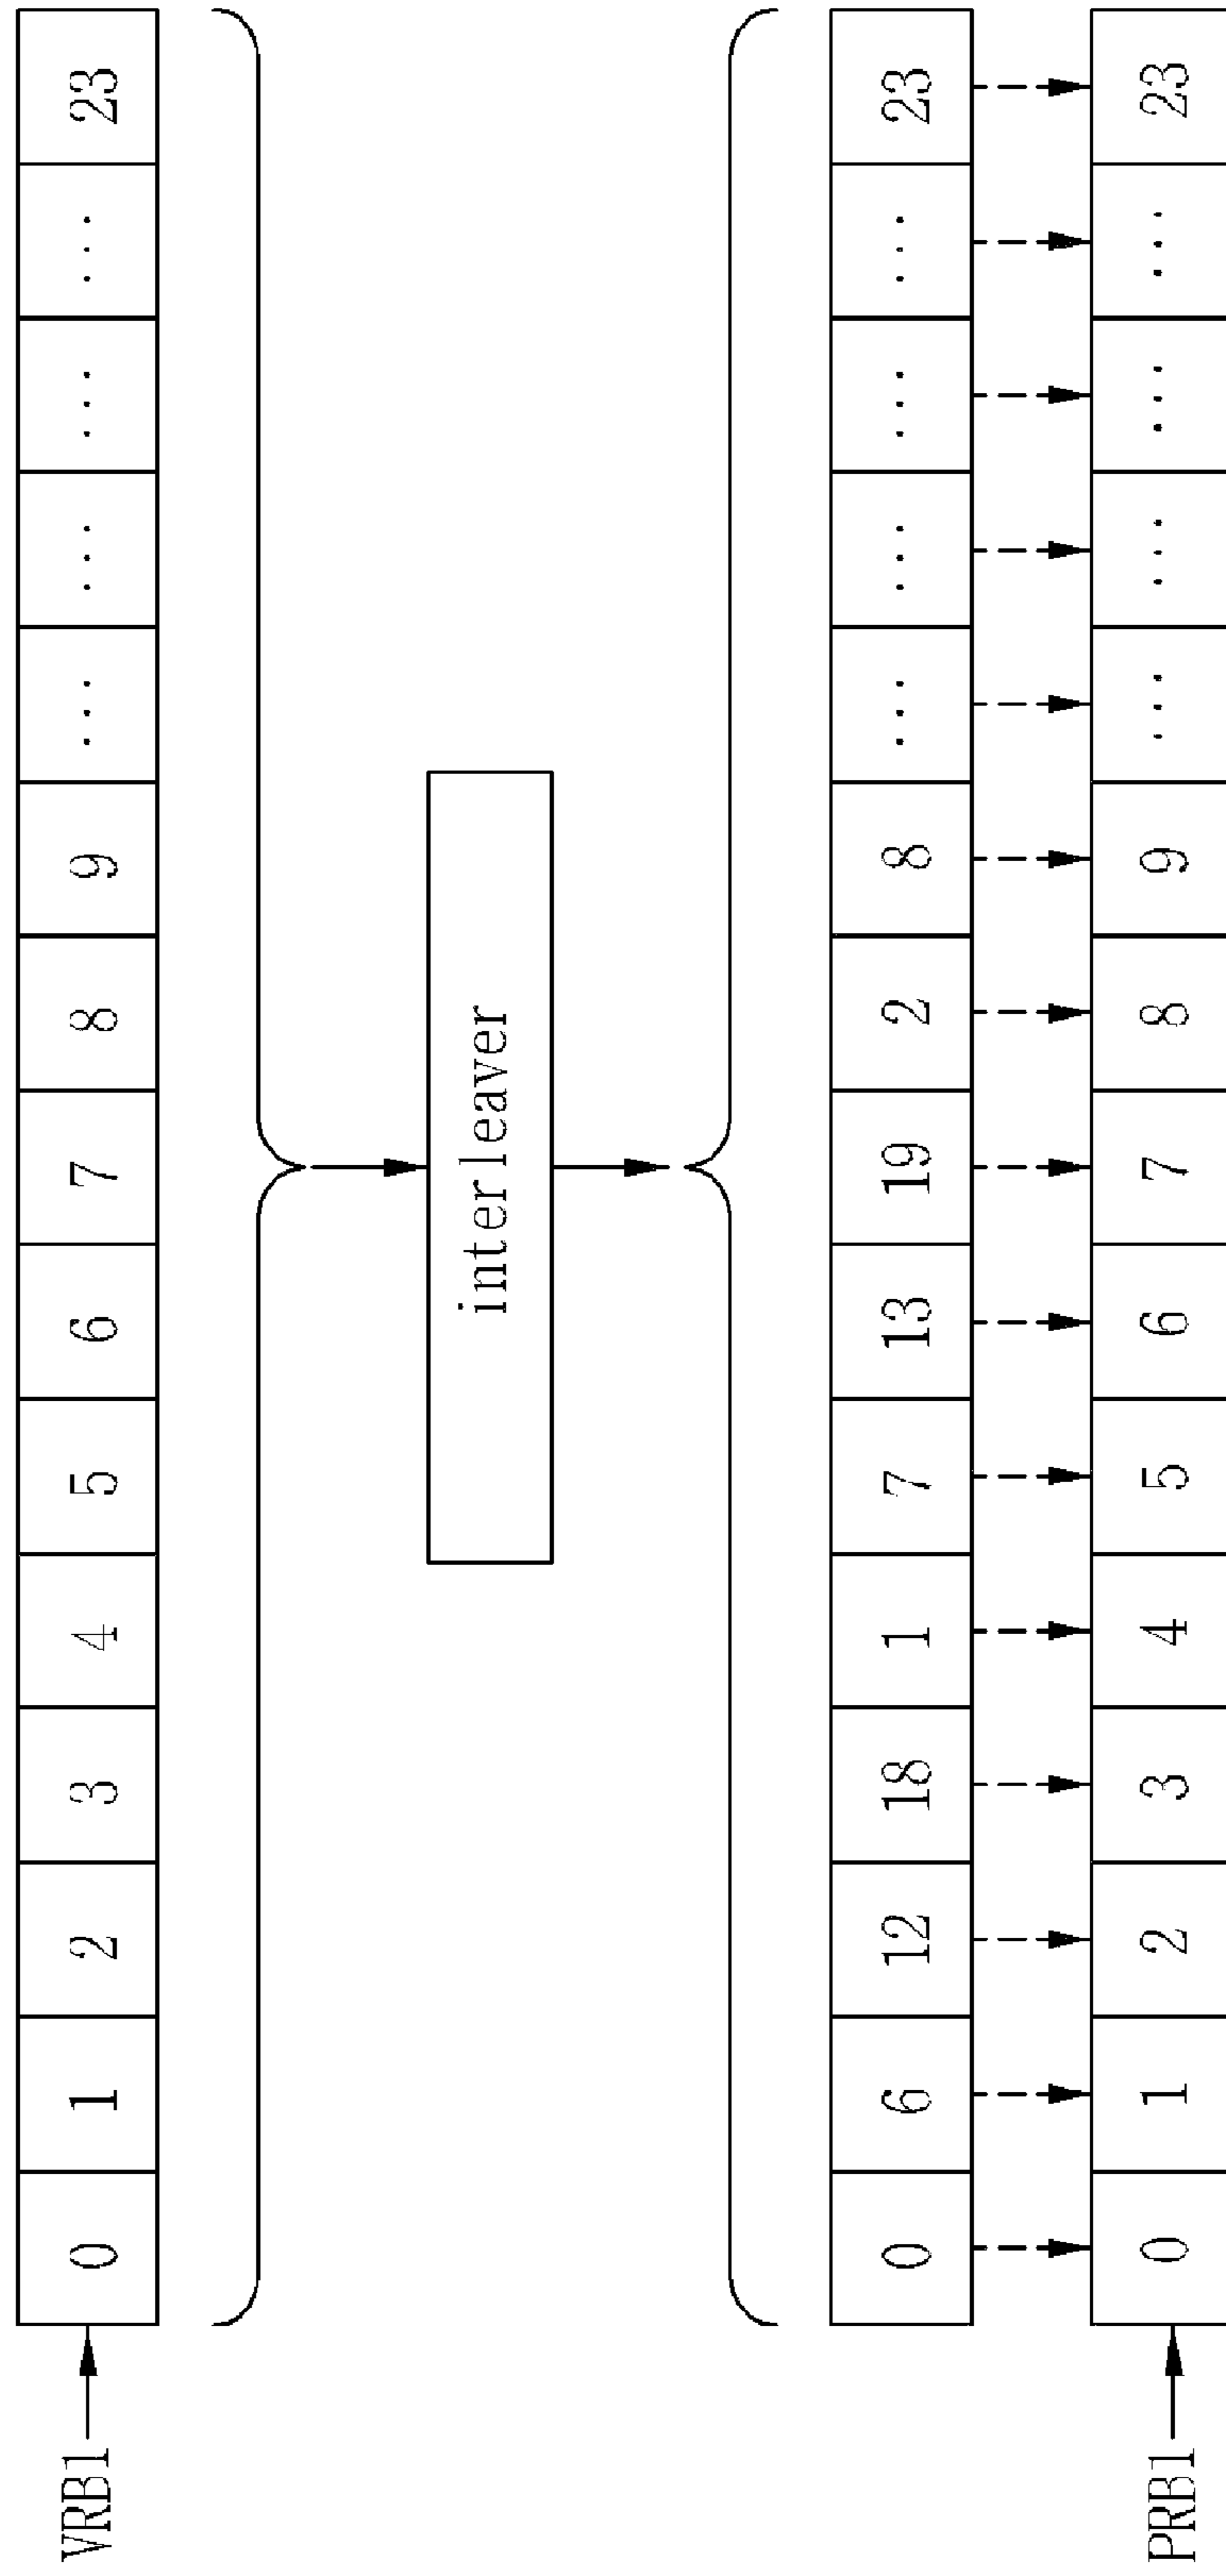 VRB1 0 1 2 3 4 5 6 7 8 9 ... ... ... ... 23
interleaver
0 6 12 18 1 7 13 19 2 8 ... ... ... ... 23
PRB1 0 1 2 3 4 5 6 7 8 9 ... ... ... ... 23